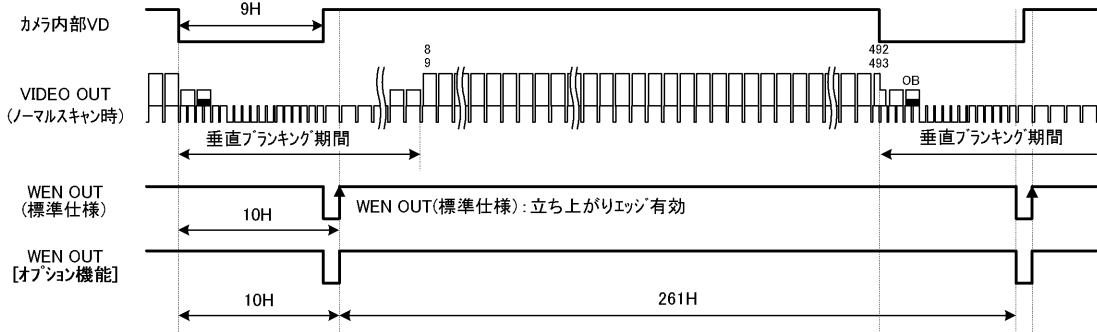 9H
カメラ内部VD
8
9
492
493
OB
VIDEO OUT
(ノーマルスキャン時)
垂直ブランキング期間
垂直ブランキング期間
WEN OUT
(標準仕様)
WEN OUT(標準仕様):立ち上がりエッジ有効
10H
WEN OUT
[オプション機能]
10H
261H